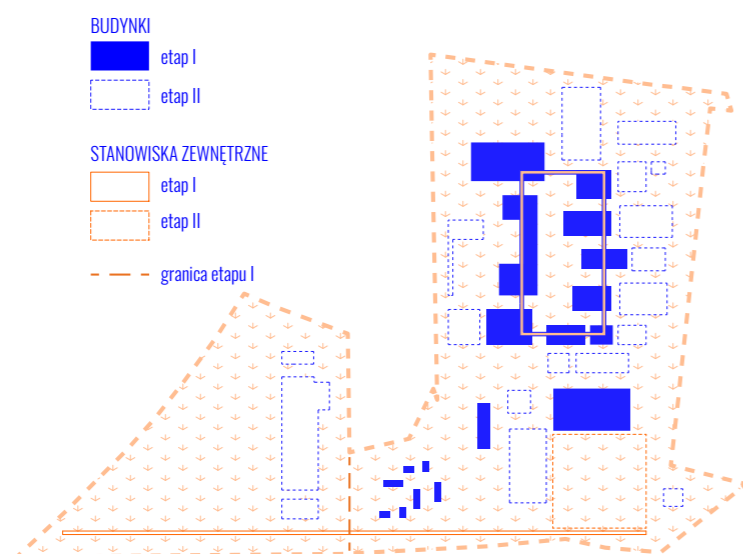 BUDYNKI
etap I
etap II
STANOWISKA ZEWNĘTRZNE
etap I
etap II
granica etapu I